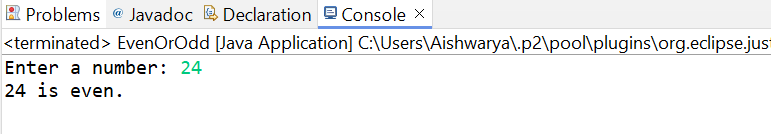 Problems @ Javadoc Declaration Console
<terminated> EvenOrOdd [Java Application] C:\Users\Aishwarya\.p2\pool\plugins\org.eclipse.jus
Enter a number: 24
24 is even.